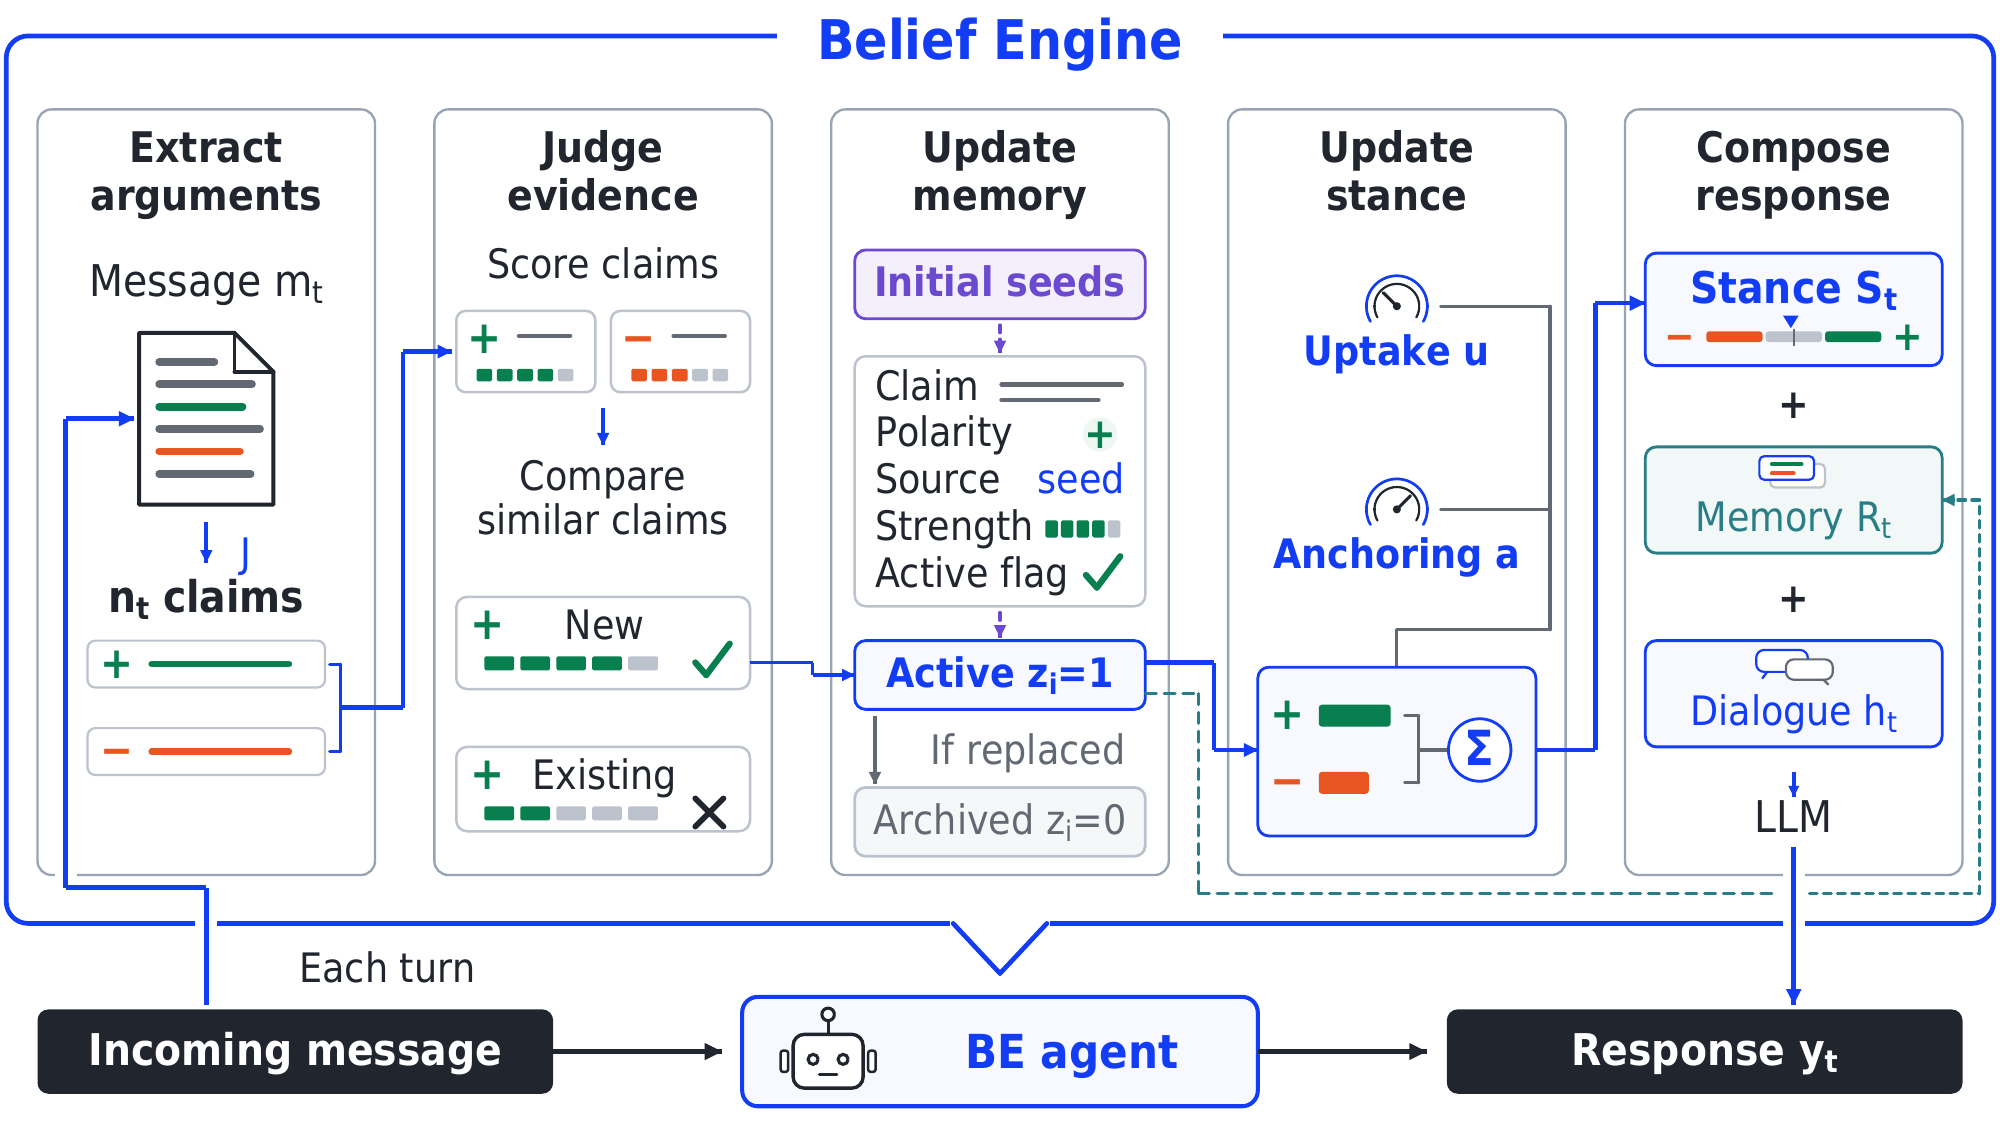 Belief Engine
Extract
arguments
Message mₜ
J
nₜ claims
+
−
Judge
evidence
Score claims
+
−
Compare
similar claims
+ New
+ Existing
Update
memory
Initial seeds
Claim
Polarity +
Source seed
Strength
Active flag
Active zᵢ=1
If replaced
Archived zᵢ=0
Update
stance
Uptake u
Anchoring a
+
−
Σ
Compose
response
Stance Sₜ
− +
+
Memory Rₜ
+
Dialogue hₜ
LLM
Each turn
Incoming message
BE agent
Response yₜ